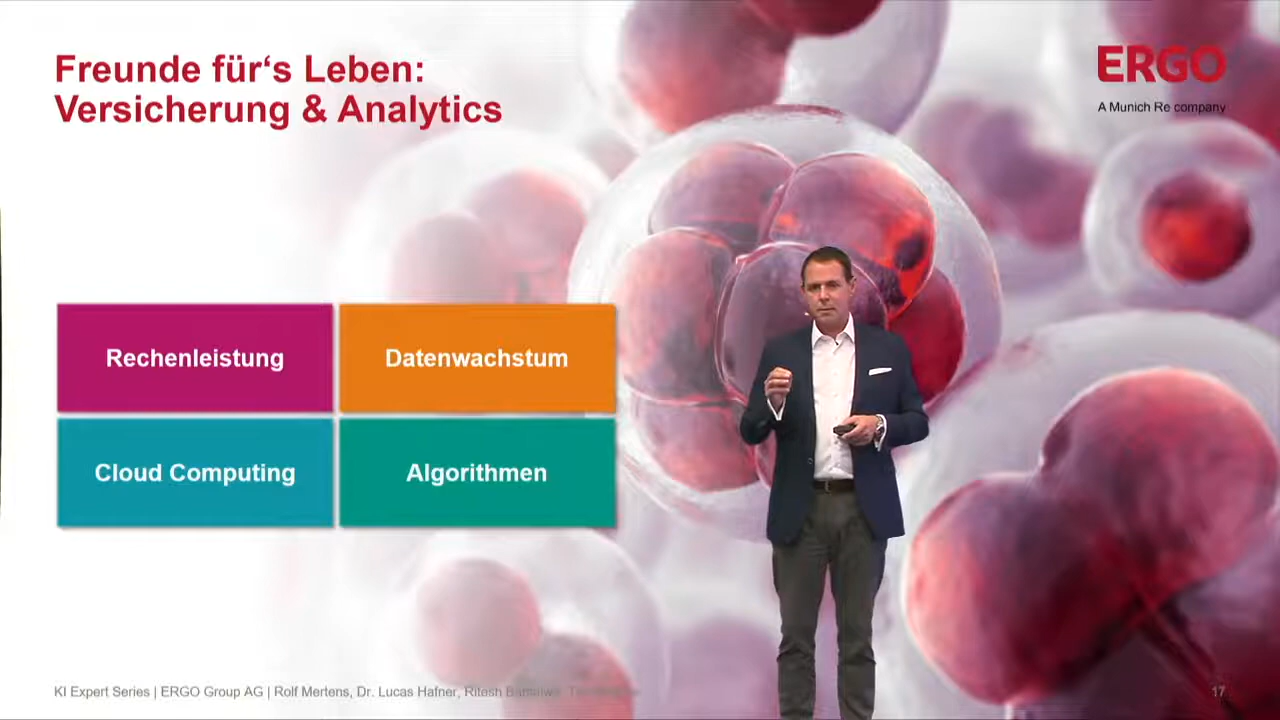 Freunde für‘s Leben:
Versicherung & Analytics
ERGO
A Munich Re company
Rechenleistung
Datenwachstum
Cloud Computing
Algorithmen
KI Expert Series | ERGO Group AG | Rolf Mertens, Dr. Lucas Hafner, Ritesh
17